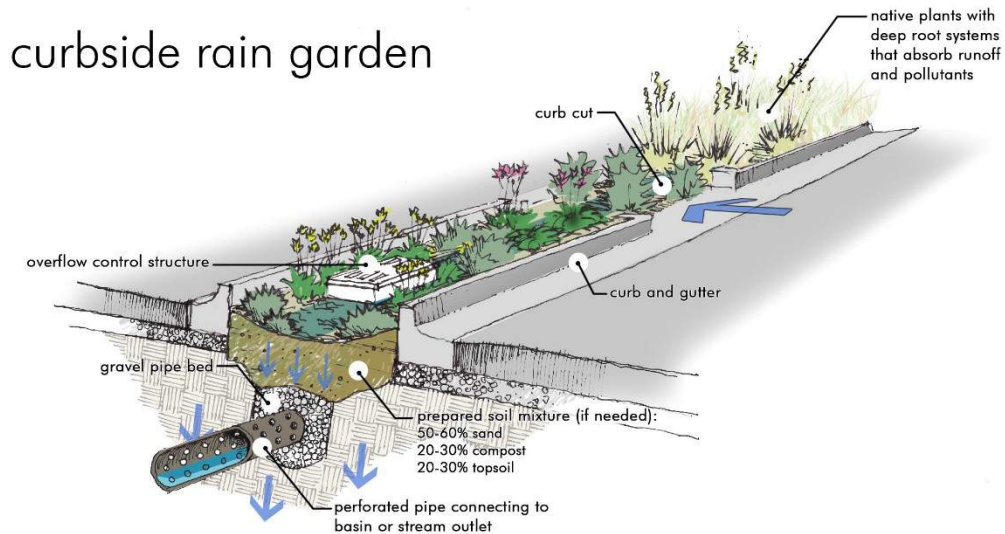 curbside rain garden
native plants with
deep root systems
that absorb runoff
and pollutants
curb cut
overflow control structure
curb and gutter
gravel pipe bed
prepared soil mixture (if needed):
50-60% sand
20-30% compost
20-30% topsoil
perforated pipe connecting to
basin or stream outlet